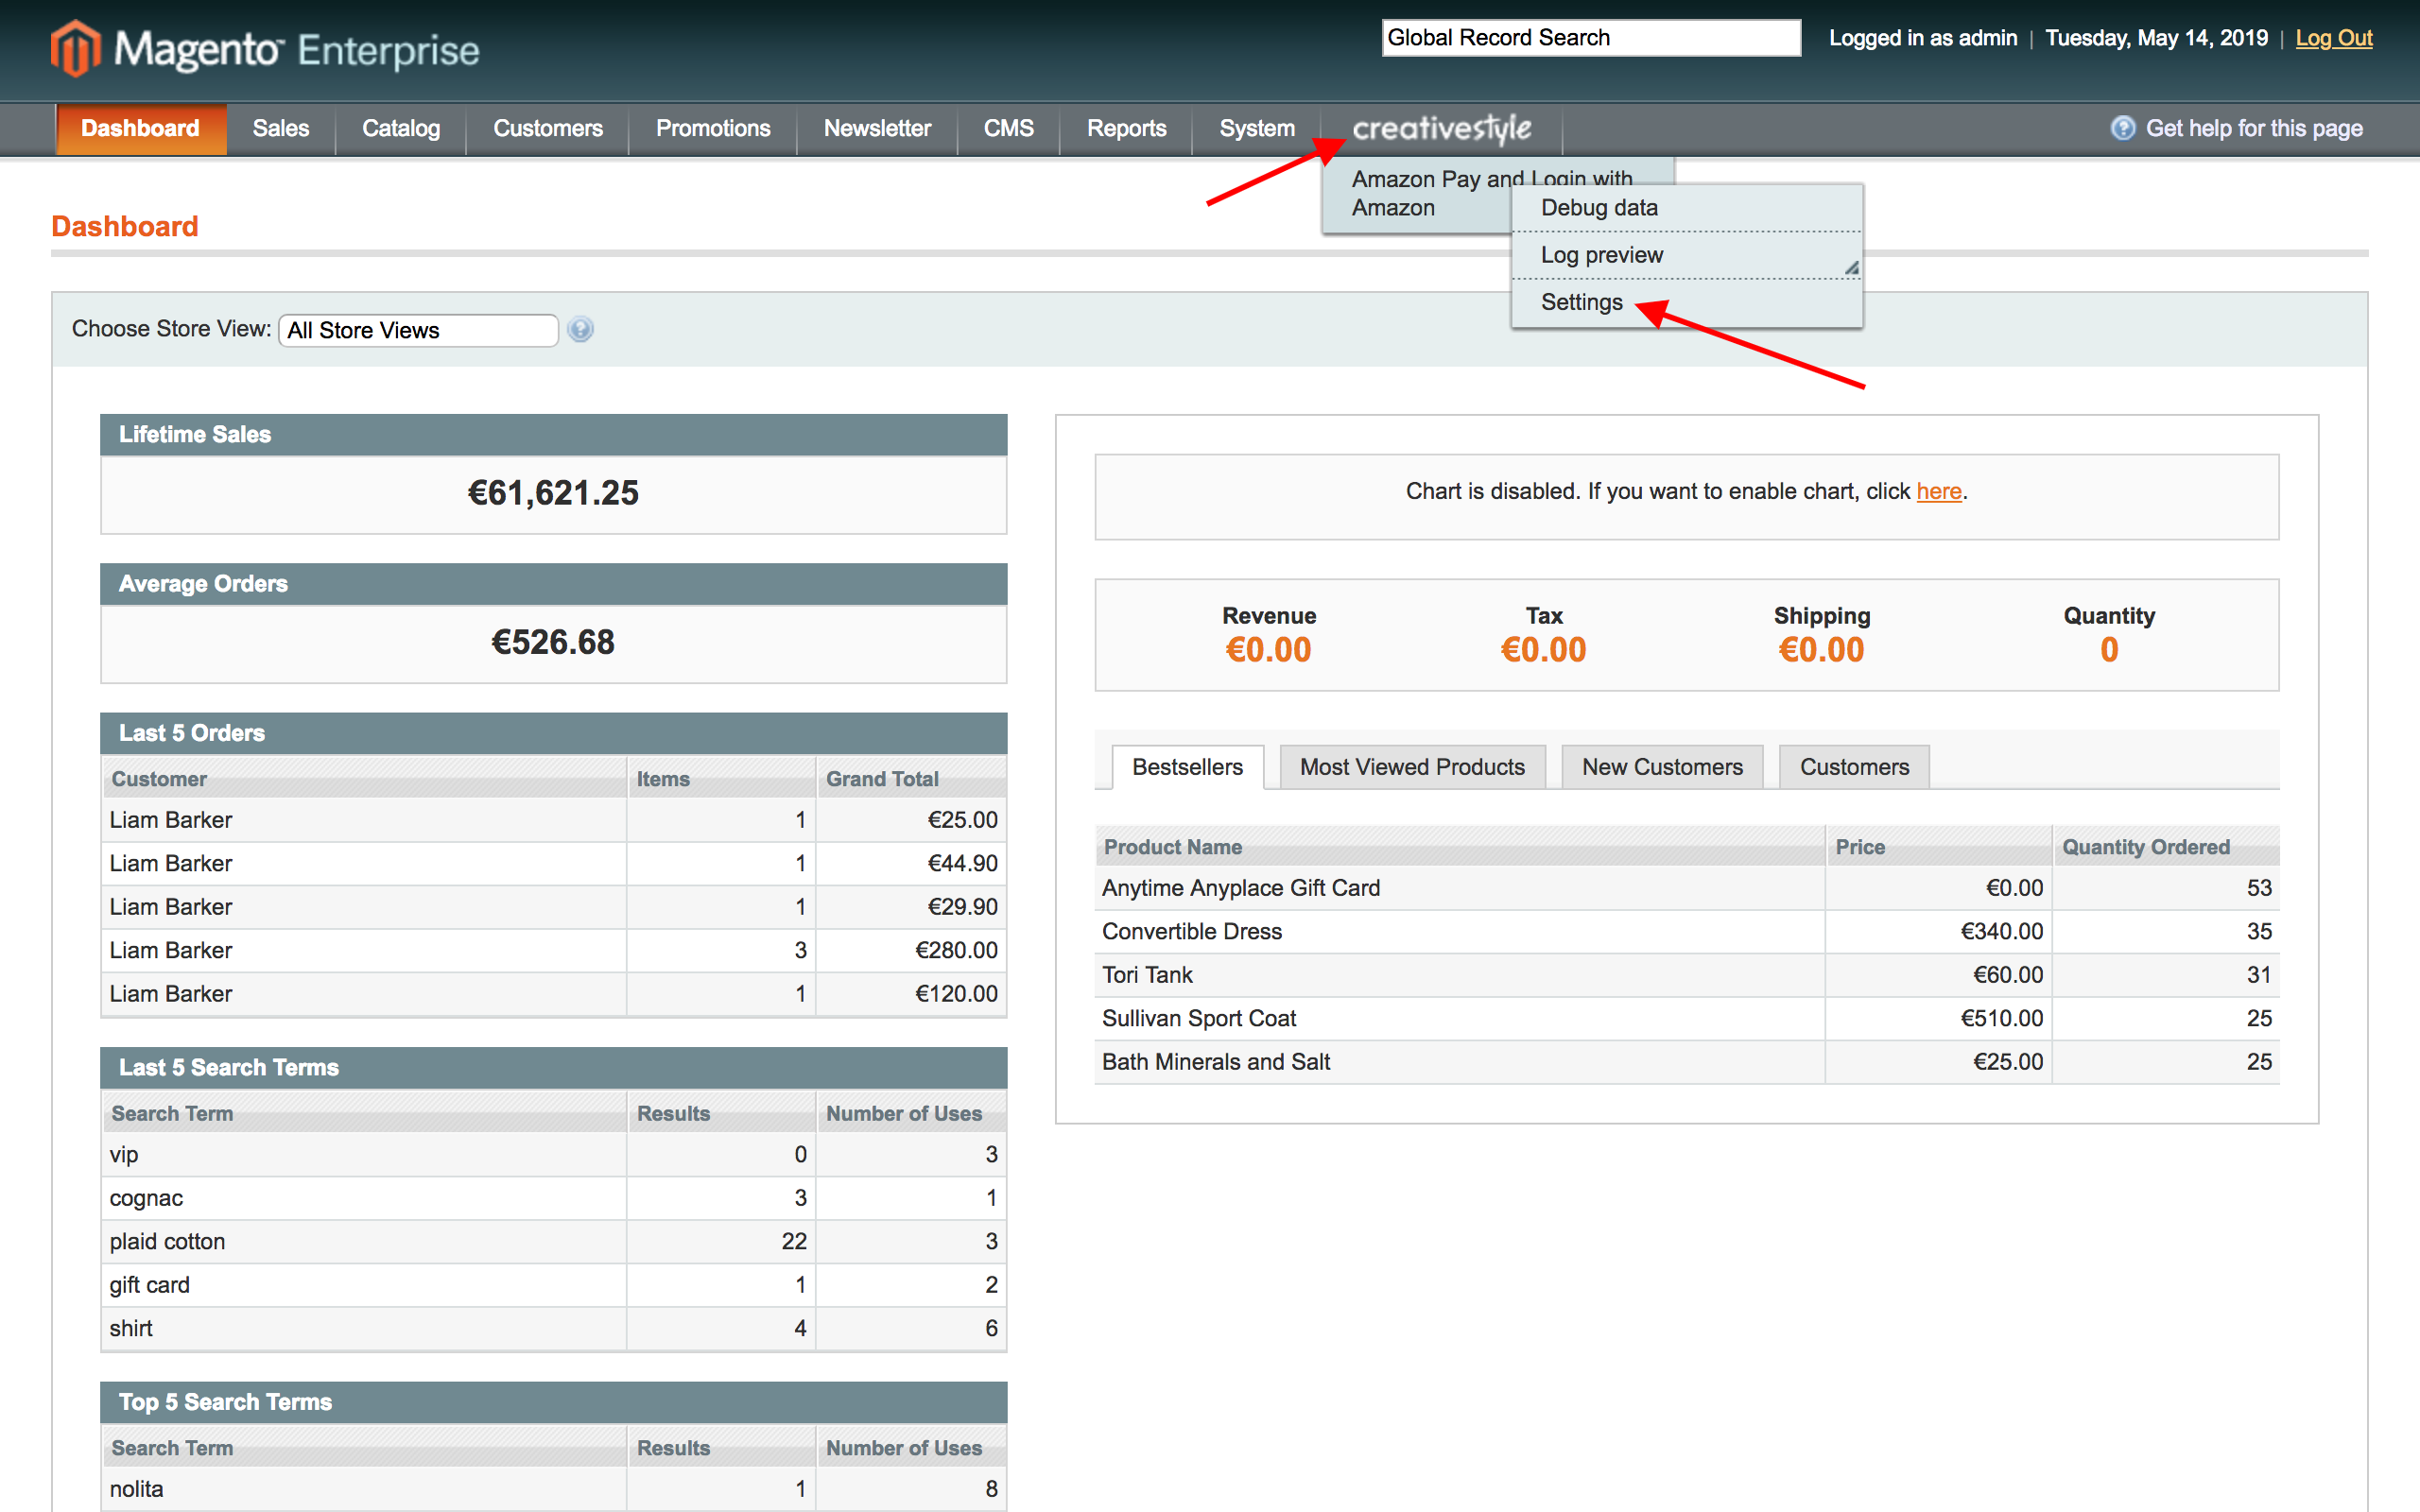 Magento™ Enterprise
Global Record Search
Logged in as admin | Tuesday, May 14, 2019 | Log Out
Dashboard Sales Catalog Customers Promotions Newsletter CMS Reports System creativestyle Get help for this page
Amazon Pay and Login with
Amazon
Debug data
Log preview
Settings
Dashboard
Choose Store View: All Store Views
Lifetime Sales
€61,621.25
Average Orders
€526.68
Last 5 Orders
Customer Items Grand Total
Liam Barker 1 €25.00
Liam Barker 1 €44.90
Liam Barker 1 €29.90
Liam Barker 3 €280.00
Liam Barker 1 €120.00
Last 5 Search Terms
Search Term Results Number of Uses
vip 0 3
cognac 3 1
plaid cotton 22 3
gift card 1 2
shirt 4 6
Top 5 Search Terms
Search Term Results Number of Uses
nolita 1 8
Chart is disabled. If you want to enable chart, click here.
Revenue Tax Shipping Quantity
€0.00 €0.00 €0.00 0
Bestsellers Most Viewed Products New Customers Customers
Product Name Price Quantity Ordered
Anytime Anyplace Gift Card €0.00 53
Convertible Dress €340.00 35
Tori Tank €60.00 31
Sullivan Sport Coat €510.00 25
Bath Minerals and Salt €25.00 25